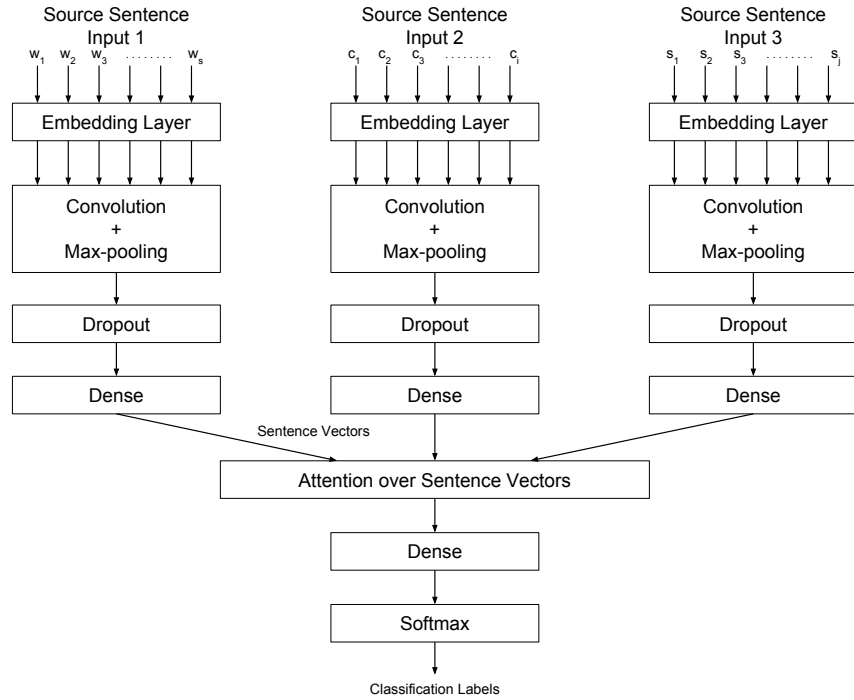 Source Sentence
Input 1
w1 w2 w3 ........ ws
Embedding Layer
Convolution
+
Max-pooling
Dropout
Dense
Source Sentence
Input 2
c1 c2 c3 ........ ci
Embedding Layer
Convolution
+
Max-pooling
Dropout
Dense
Source Sentence
Input 3
s1 s2 s3 ........ sj
Embedding Layer
Convolution
+
Max-pooling
Dropout
Dense
Sentence Vectors
Attention over Sentence Vectors
Dense
Softmax
Classification Labels